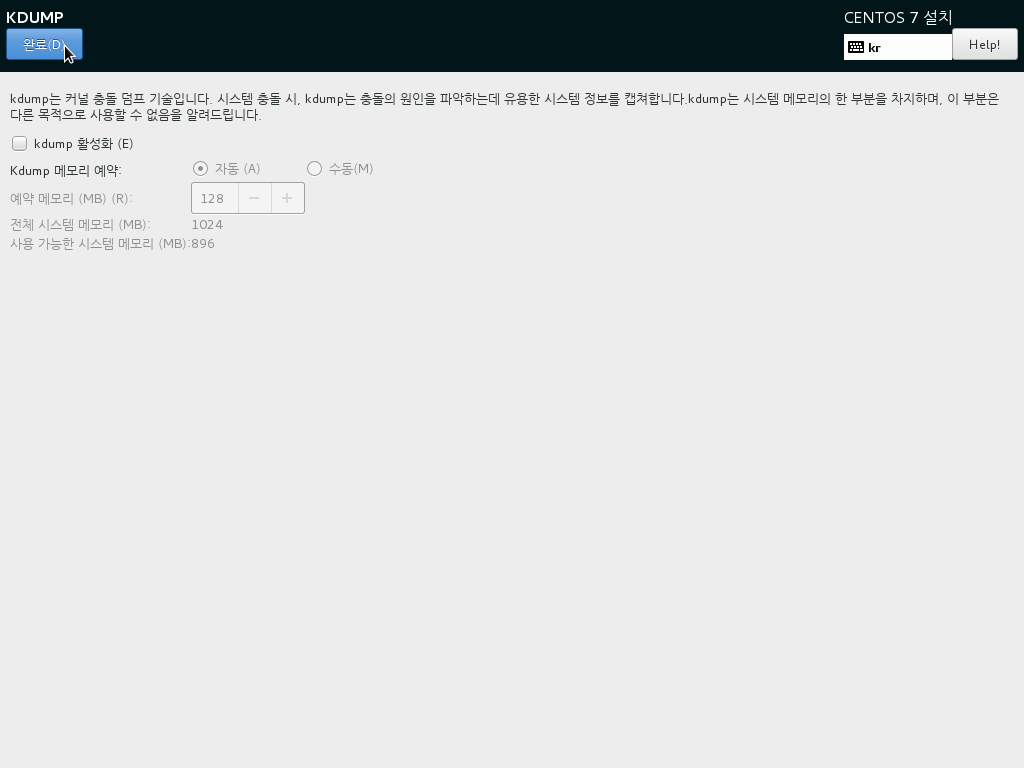 KDUMP
CENTOS 7 설치
완료(D)
kr
Help!
kdump는 커널 충돌 덤프 기술입니다. 시스템 충돌 시, kdump는 충돌의 원인을 파악하는데 유용한 시스템 정보를 캡쳐합니다.kdump는 시스템 메모리의 한 부분을 차지하며, 이 부분은
다른 목적으로 사용할 수 없음을 알려드립니다.
kdump 활성화 (E)
Kdump 메모리 예약: 자동 (A) 수동(M)
예약 메모리 (MB) (R): 128 − +
전체 시스템 메모리 (MB): 1024
사용 가능한 시스템 메모리 (MB):896